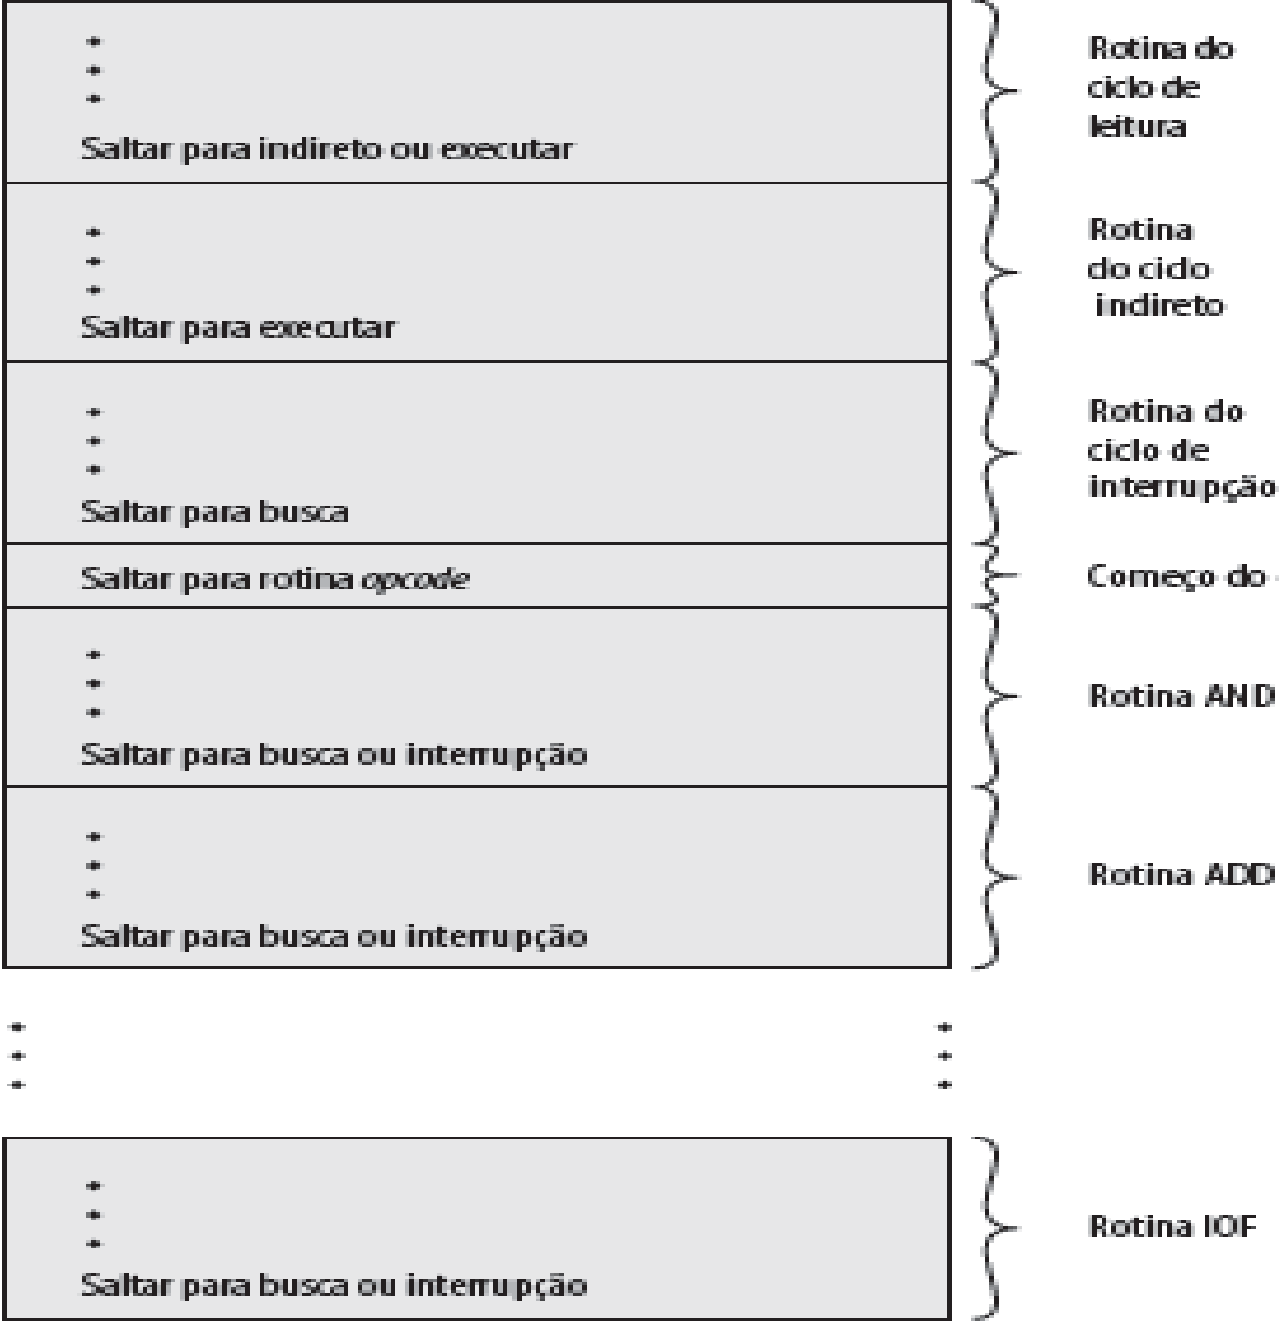 Rotina do
ciclo de
leitura
Saltar para indireto ou executar
Rotina
do ciclo
indireto
Saltar para executar
Rotina do
ciclo de
interrupção
Saltar para busca
Saltar para rotina opcode
Começo do
Rotina AND
Saltar para busca ou interrupção
Rotina ADD
Saltar para busca ou interrupção
Rotina IOF
Saltar para busca ou interrupção